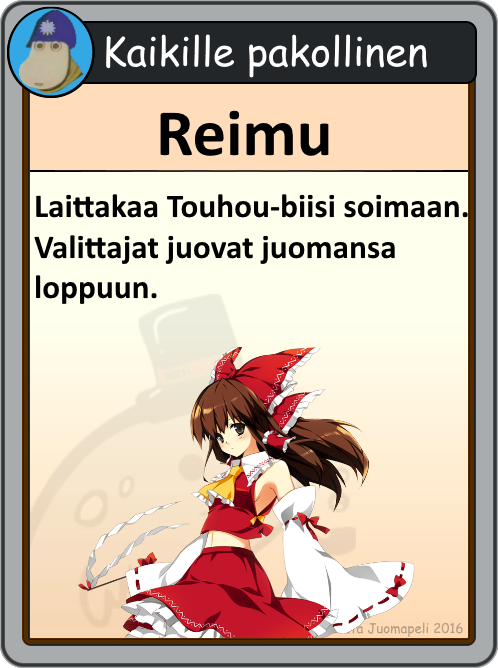 Kaikille pakollinen
Reimu
Laittakaa Touhou-biisi soimaan.
Valittajat juovat juomansa
loppuun.
Juomapeli 2016